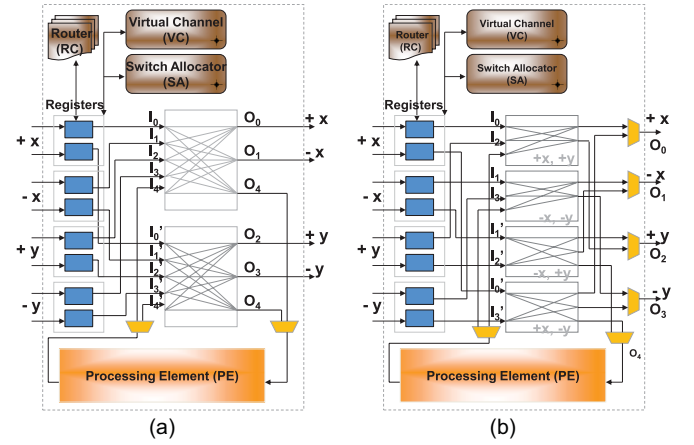 Router
(RC)
Virtual Channel
(VC)
Switch Allocator
(SA)
Registers
+ x
- x
+ y
- y
I0
I1
I2
I3
I4
O0
O1
O4
+ x
- x
I0'
I1'
I2'
I3'
I4'
O2
O3
O4
+ y
- y
Processing Element (PE)
(a)
Router
(RC)
Virtual Channel
(VC)
Switch Allocator
(SA)
Registers
+ x
- x
+ y
- y
I0
I2
+x, +y
I1
I3
-x, -y
I1'
I2'
-x, +y
I0'
I3'
+x, -y
+ x
O0
- x
O1
+ y
O2
- y
O3
O4
Processing Element (PE)
(b)